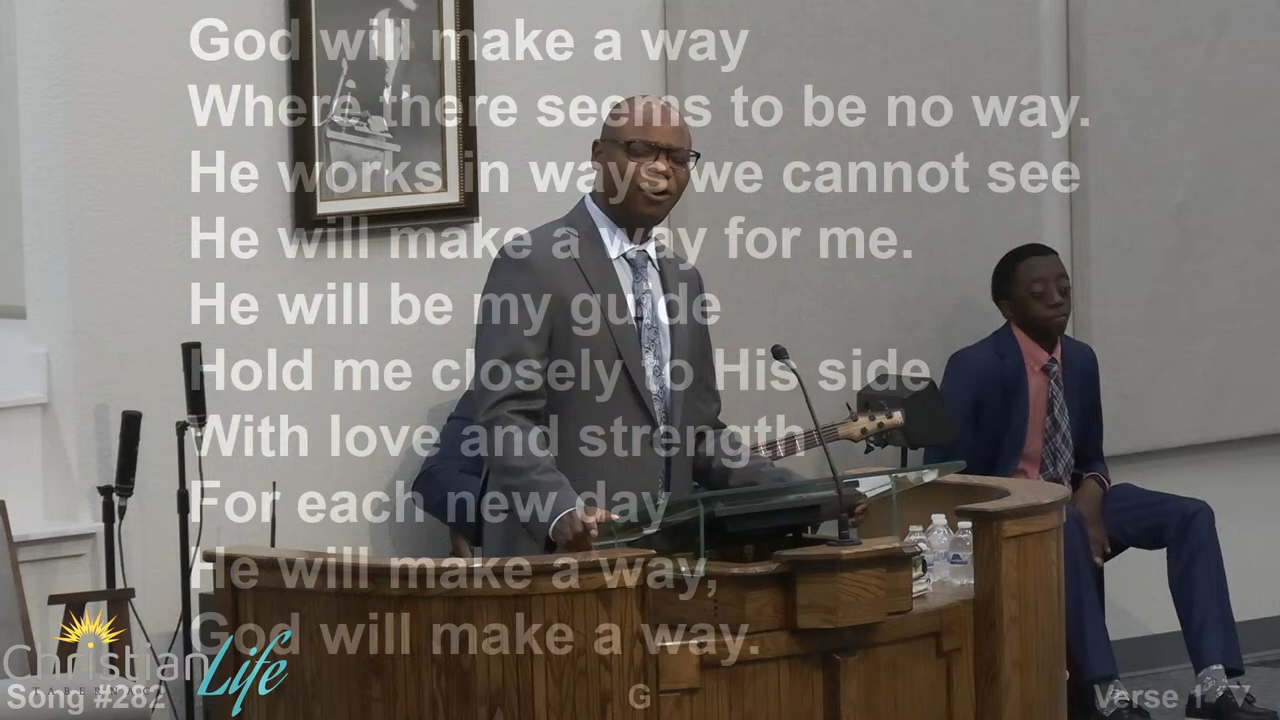 God will make a way
Where there seems to be no way.
He works in ways we cannot see
He will make a way for me.
He will be my guide
Hold me closely to His side
With love and strength
For each new day
He will make a way,
God will make a way.
Christian Life
TABERNACLE
Song #282
G
Verse 1